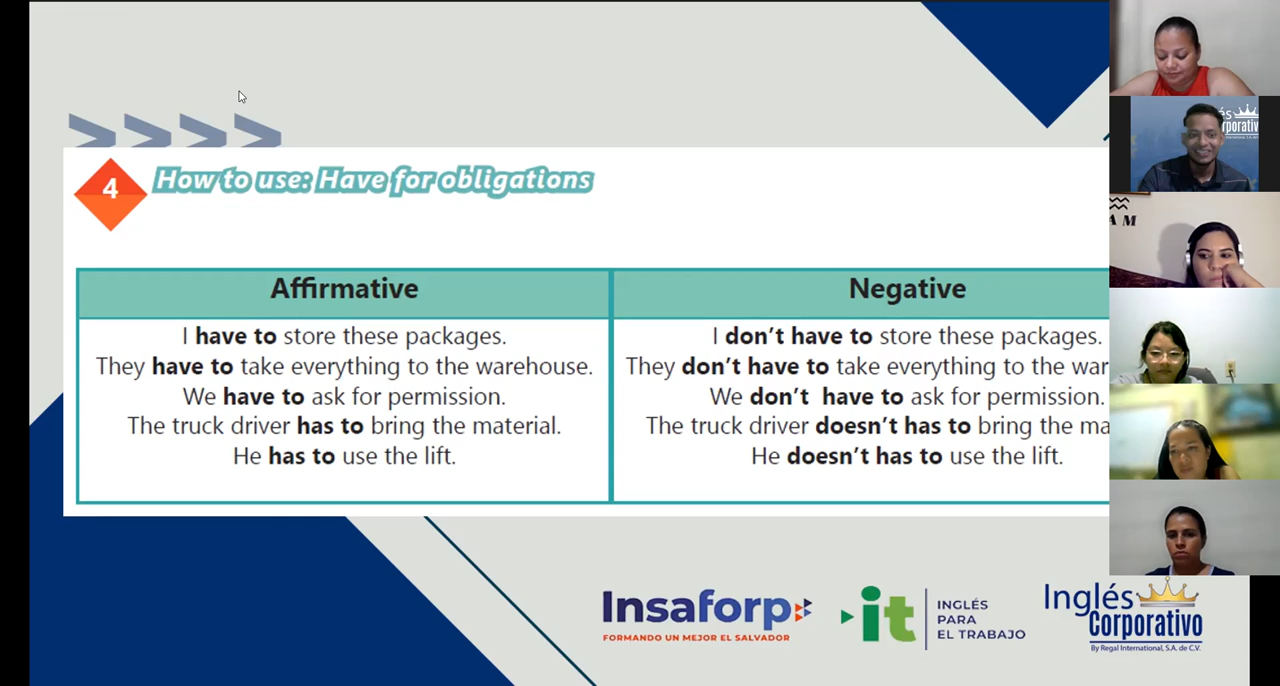 4
How to use: Have for obligations
Affirmative
I have to store these packages.
They have to take everything to the warehouse.
We have to ask for permission.
The truck driver has to bring the material.
He has to use the lift.
Negative
I don't have to store these packages.
They don't have to take everything to the war
We don't have to ask for permission.
The truck driver doesn't has to bring the ma
He doesn't has to use the lift.
Insaforp
FORMANDO UN MEJOR EL SALVADOR
it
INGLÉS
PARA
EL TRABAJO
Inglés
Corporativo
By Regal International, S.A. de C.V.
és
rporativo
A M